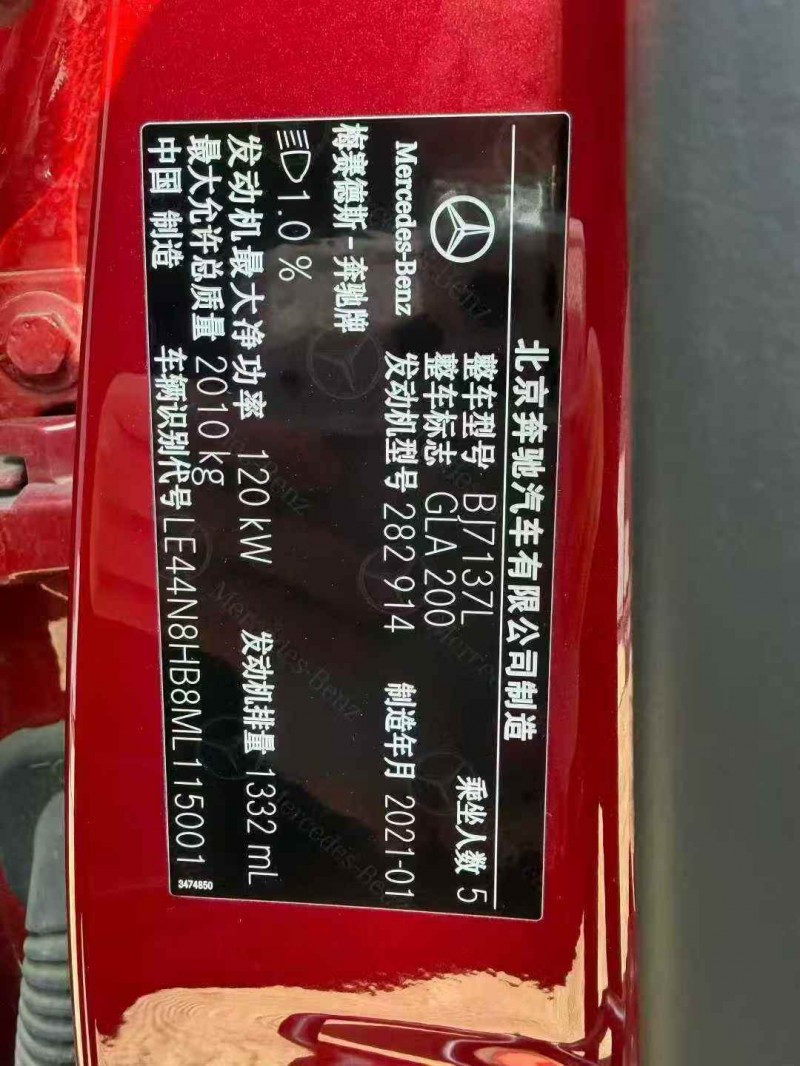 北京奔驰汽车有限公司制造
Mercedes-Benz
梅赛德斯-奔驰牌
整车型号 BJ7137L
乘坐人数 5
整车标志 GLA 200
发动机型号 282 914
制造年月 2021-01
1.0 %
发动机最大净功率 120 kW
发动机排量 1332 mL
最大允许总质量 2010 kg
中国 制造
车辆识别代号 LE44N8HB8ML115001
3474850